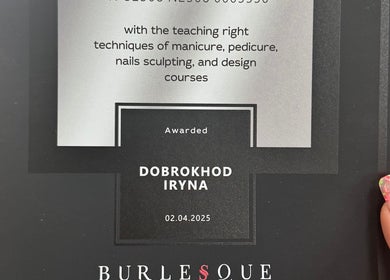 with the teaching right
techniques of manicure, pedicure,
nails sculpting, and design
courses
Awarded
DOBROKHOD
IRYNA
02.04.2025
BURLESQUE